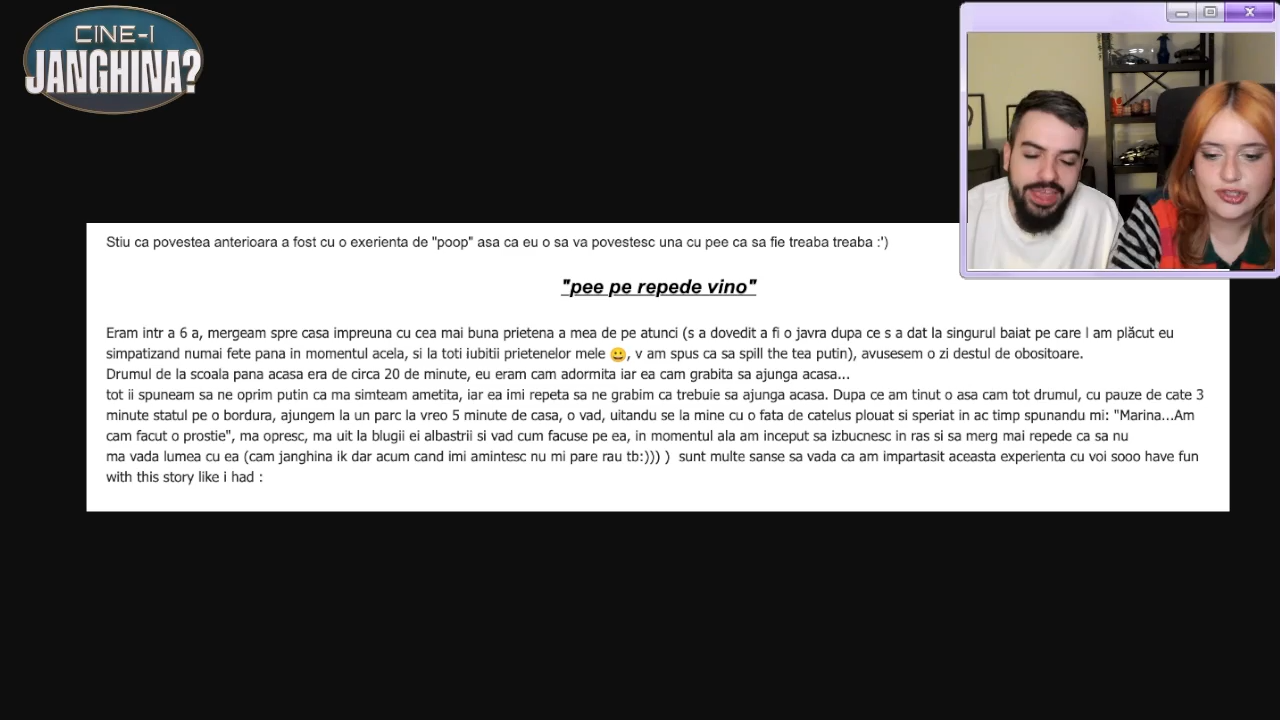 CINE-I
JANGHINA?
Stiu ca povestea anterioara a fost cu o exerienta de "poop" asa ca eu o sa va povestesc una cu pee ca sa fie treaba treaba :')
"pee pe repede vino"
Eram intr a 6 a, mergeam spre casa impreuna cu cea mai buna prietena a mea de pe atunci (s a dovedit a fi o javra dupa ce s a dat la singurul baiat pe care l am plăcut eu
simpatizand numai fete pana in momentul acela, si la toti iubitii prietenelor mele 😀, v am spus ca sa spill the tea putin), avusesem o zi destul de obositoare.
Drumul de la scoala pana acasa era de circa 20 de minute, eu eram cam adormita iar ea cam grabita sa ajunga acasa...
tot ii spuneam sa ne oprim putin ca ma simteam ametita, iar ea imi repeta sa ne grabim ca trebuie sa ajunga acasa. Dupa ce am tinut o asa cam tot drumul, cu pauze de cate 3
minute statul pe o bordura, ajungem la un parc la vreo 5 minute de casa, o vad, uitandu se la mine cu o fata de catelus plouat si speriat in ac timp spunandu mi: "Marina...Am
cam facut o prostie", ma opresc, ma uit la blugii ei albastrii si vad cum facuse pe ea, in momentul ala am inceput sa izbucnesc in ras si sa merg mai repede ca sa nu
ma vada lumea cu ea (cam janghina ik dar acum cand imi amintesc nu mi pare rau tb:))) ) sunt multe sanse sa vada ca am impartasit aceasta experienta cu voi sooo have fun
with this story like i had :